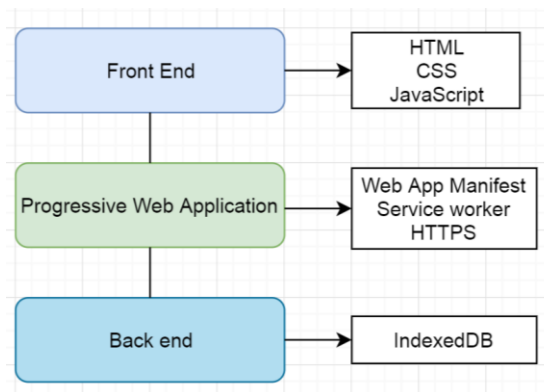 Front End
HTML
CSS
JavaScript
Progressive Web Application
Web App Manifest
Service worker
HTTPS
Back end
IndexedDB